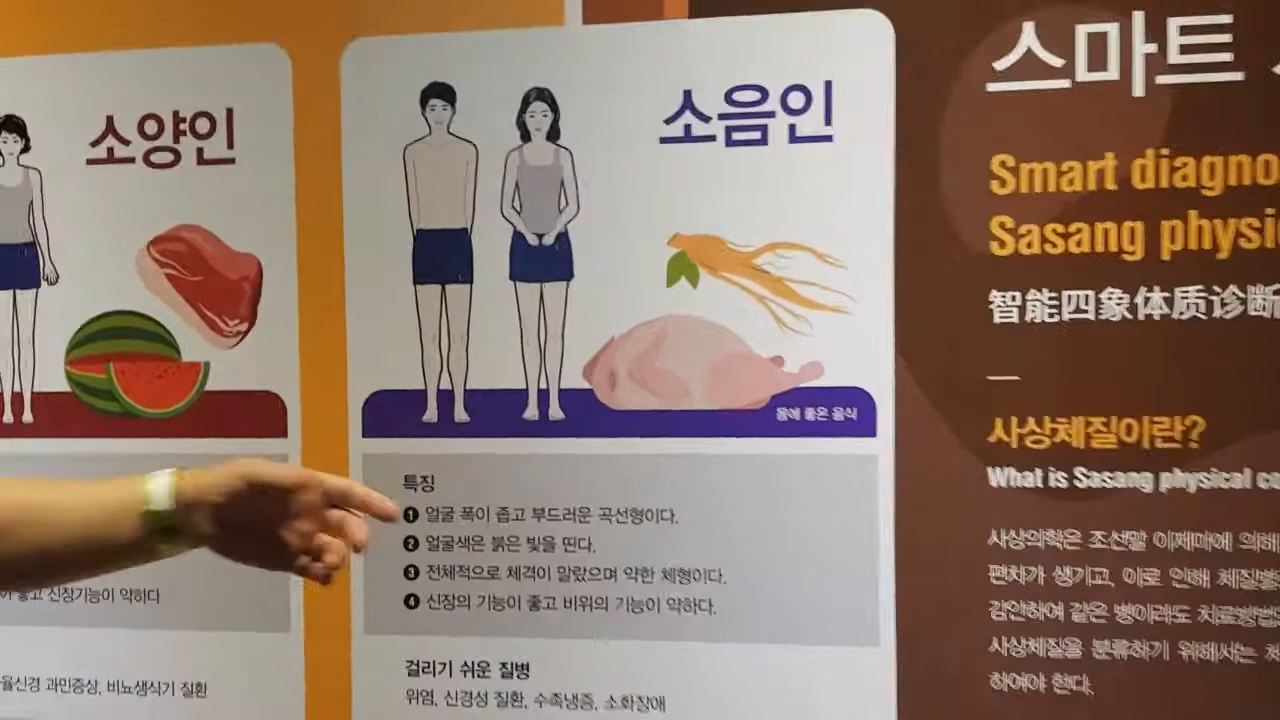 소양인
좋고 신장기능이 약하다
율신경 과민증상, 비뇨생식기 질환
소음인
몸에 좋은 음식
특징
❶ 얼굴 폭이 좁고 부드러운 곡선형이다.
❷ 얼굴색은 붉은 빛을 띤다.
❸ 전체적으로 체격이 말랐으며 약한 체형이다.
❹ 신장의 기능이 좋고 비위의 기능이 약하다.
걸리기 쉬운 질병
위염, 신경성 질환, 수족냉증, 소화장애
스마트
Smart diagno
Sasang physi
智能四象体质诊断
사상체질이란?
What is Sasang physical co
사상의학은 조선말 이제마에 의해
편차가 생기고, 이로 인해 체질별
감안하여 같은 병이라도 치료방법
사상체질을 분류하기 위해서는 체
하여야 한다.